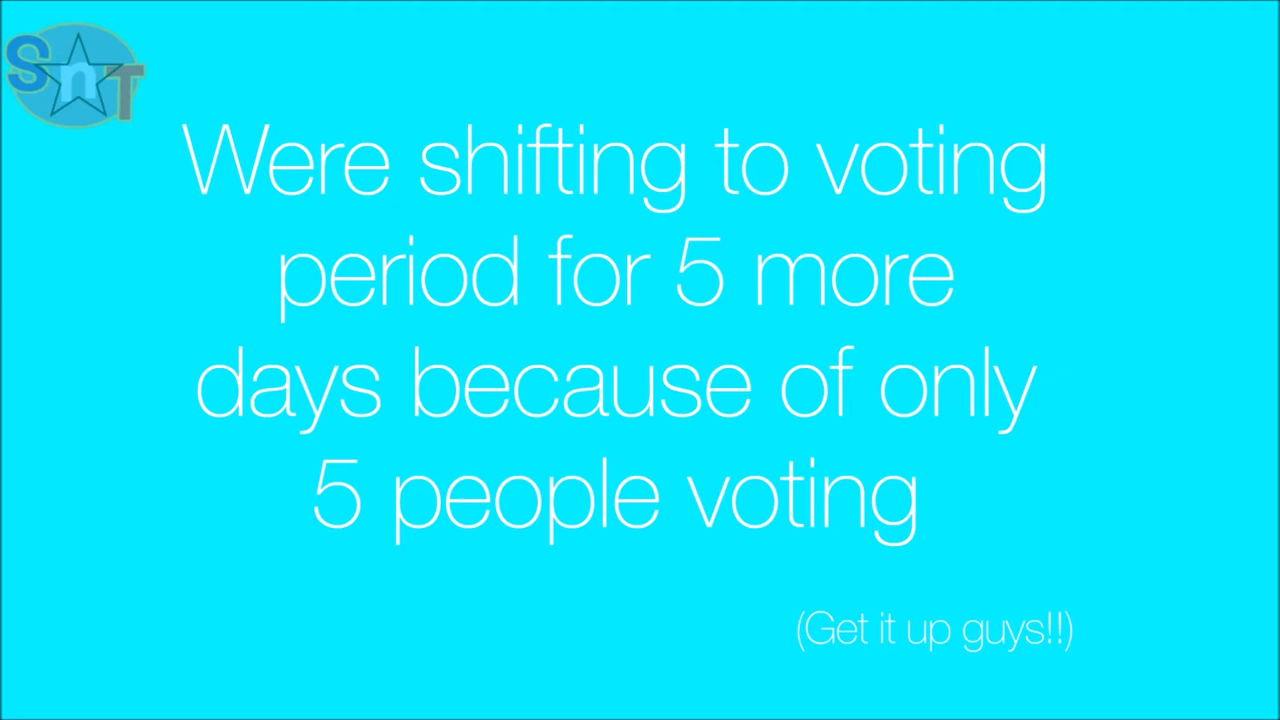 SnT
Were shifting to voting
period for 5 more
days because of only
5 people voting
(Get it up guys!!)